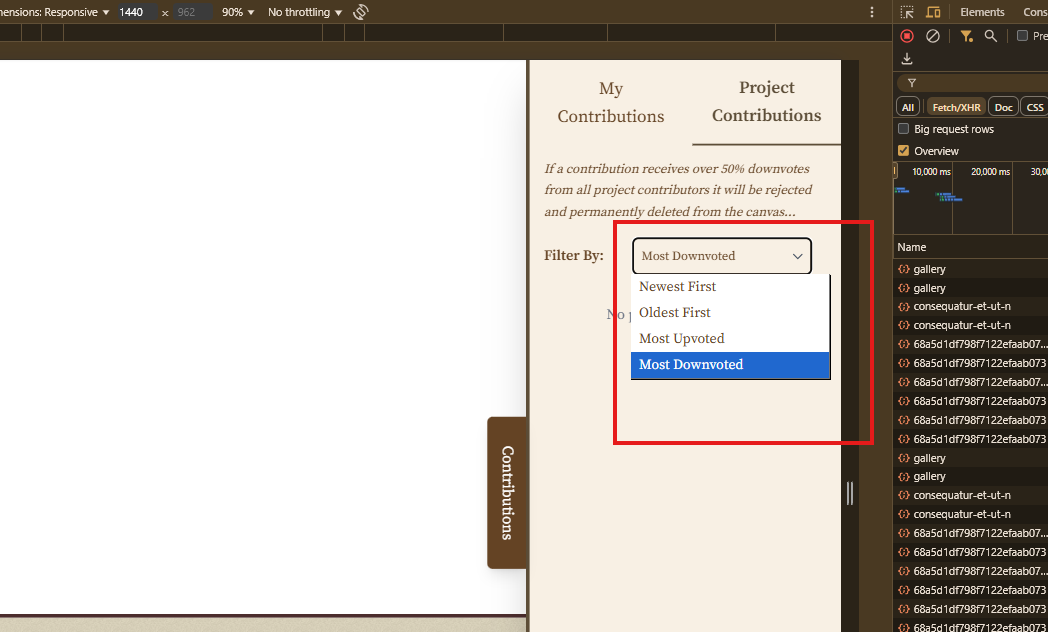 nensions: Responsive 1440 x 962 90% No throttling
Elements Cons
Pre
All Fetch/XHR Doc CSS
Big request rows
Overview
10,000 ms 20,000 ms 30,0
Name
gallery
gallery
consequatur-et-ut-n
consequatur-et-ut-n
68a5d1df798f7122efaab07...
68a5d1df798f7122efaab073
68a5d1df798f7122efaab07...
68a5d1df798f7122efaab073
68a5d1df798f7122efaab073
68a5d1df798f7122efaab073
gallery
gallery
consequatur-et-ut-n
consequatur-et-ut-n
68a5d1df798f7122efaab07...
68a5d1df798f7122efaab073
68a5d1df798f7122efaab07...
68a5d1df798f7122efaab073
68a5d1df798f7122efaab073
68a5d1df798f7122efaab073
My
Contributions
Project
Contributions
If a contribution receives over 50% downvotes
from all project contributors it will be rejected
and permanently deleted from the canvas...
Filter By: Most Downvoted
Newest First
No p
Oldest First
Most Upvoted
Most Downvoted
Contributions